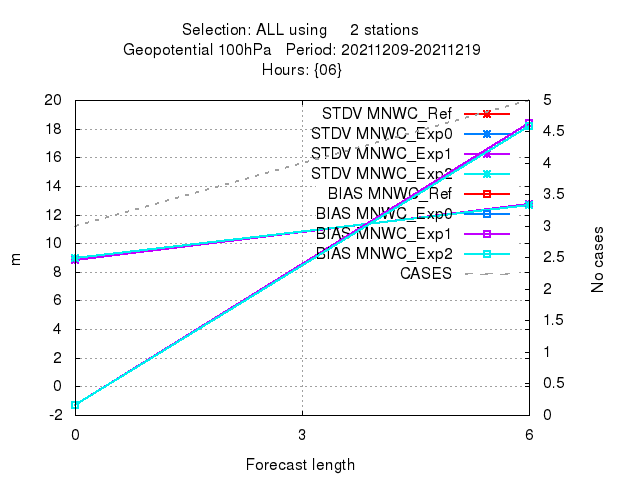 Selection: ALL using     2 stations
Geopotential 100hPa   Period: 20211209-20211219
Hours: {06}
STDV MNWC_Ref
STDV MNWC_Exp0
STDV MNWC_Exp1
STDV MNWC_Exp2
BIAS MNWC_Ref
BIAS MNWC_Exp0
BIAS MNWC_Exp1
BIAS MNWC_Exp2
CASES
20
18
16
14
12
10
8
6
4
2
0
-2
m
5
4.5
4
3.5
3
2.5
2
1.5
1
0.5
0
No cases
0
3
6
Forecast length